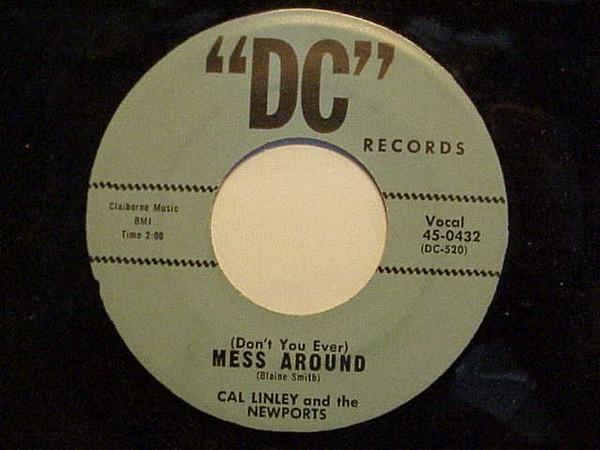 "DC"
RECORDS
Claiborne Music
BMI
Time 2:00
Vocal
45-0432
(DC-520)
(Don't You Ever)
MESS AROUND
(Blaine Smith)
CAL LINLEY and the
NEWPORTS